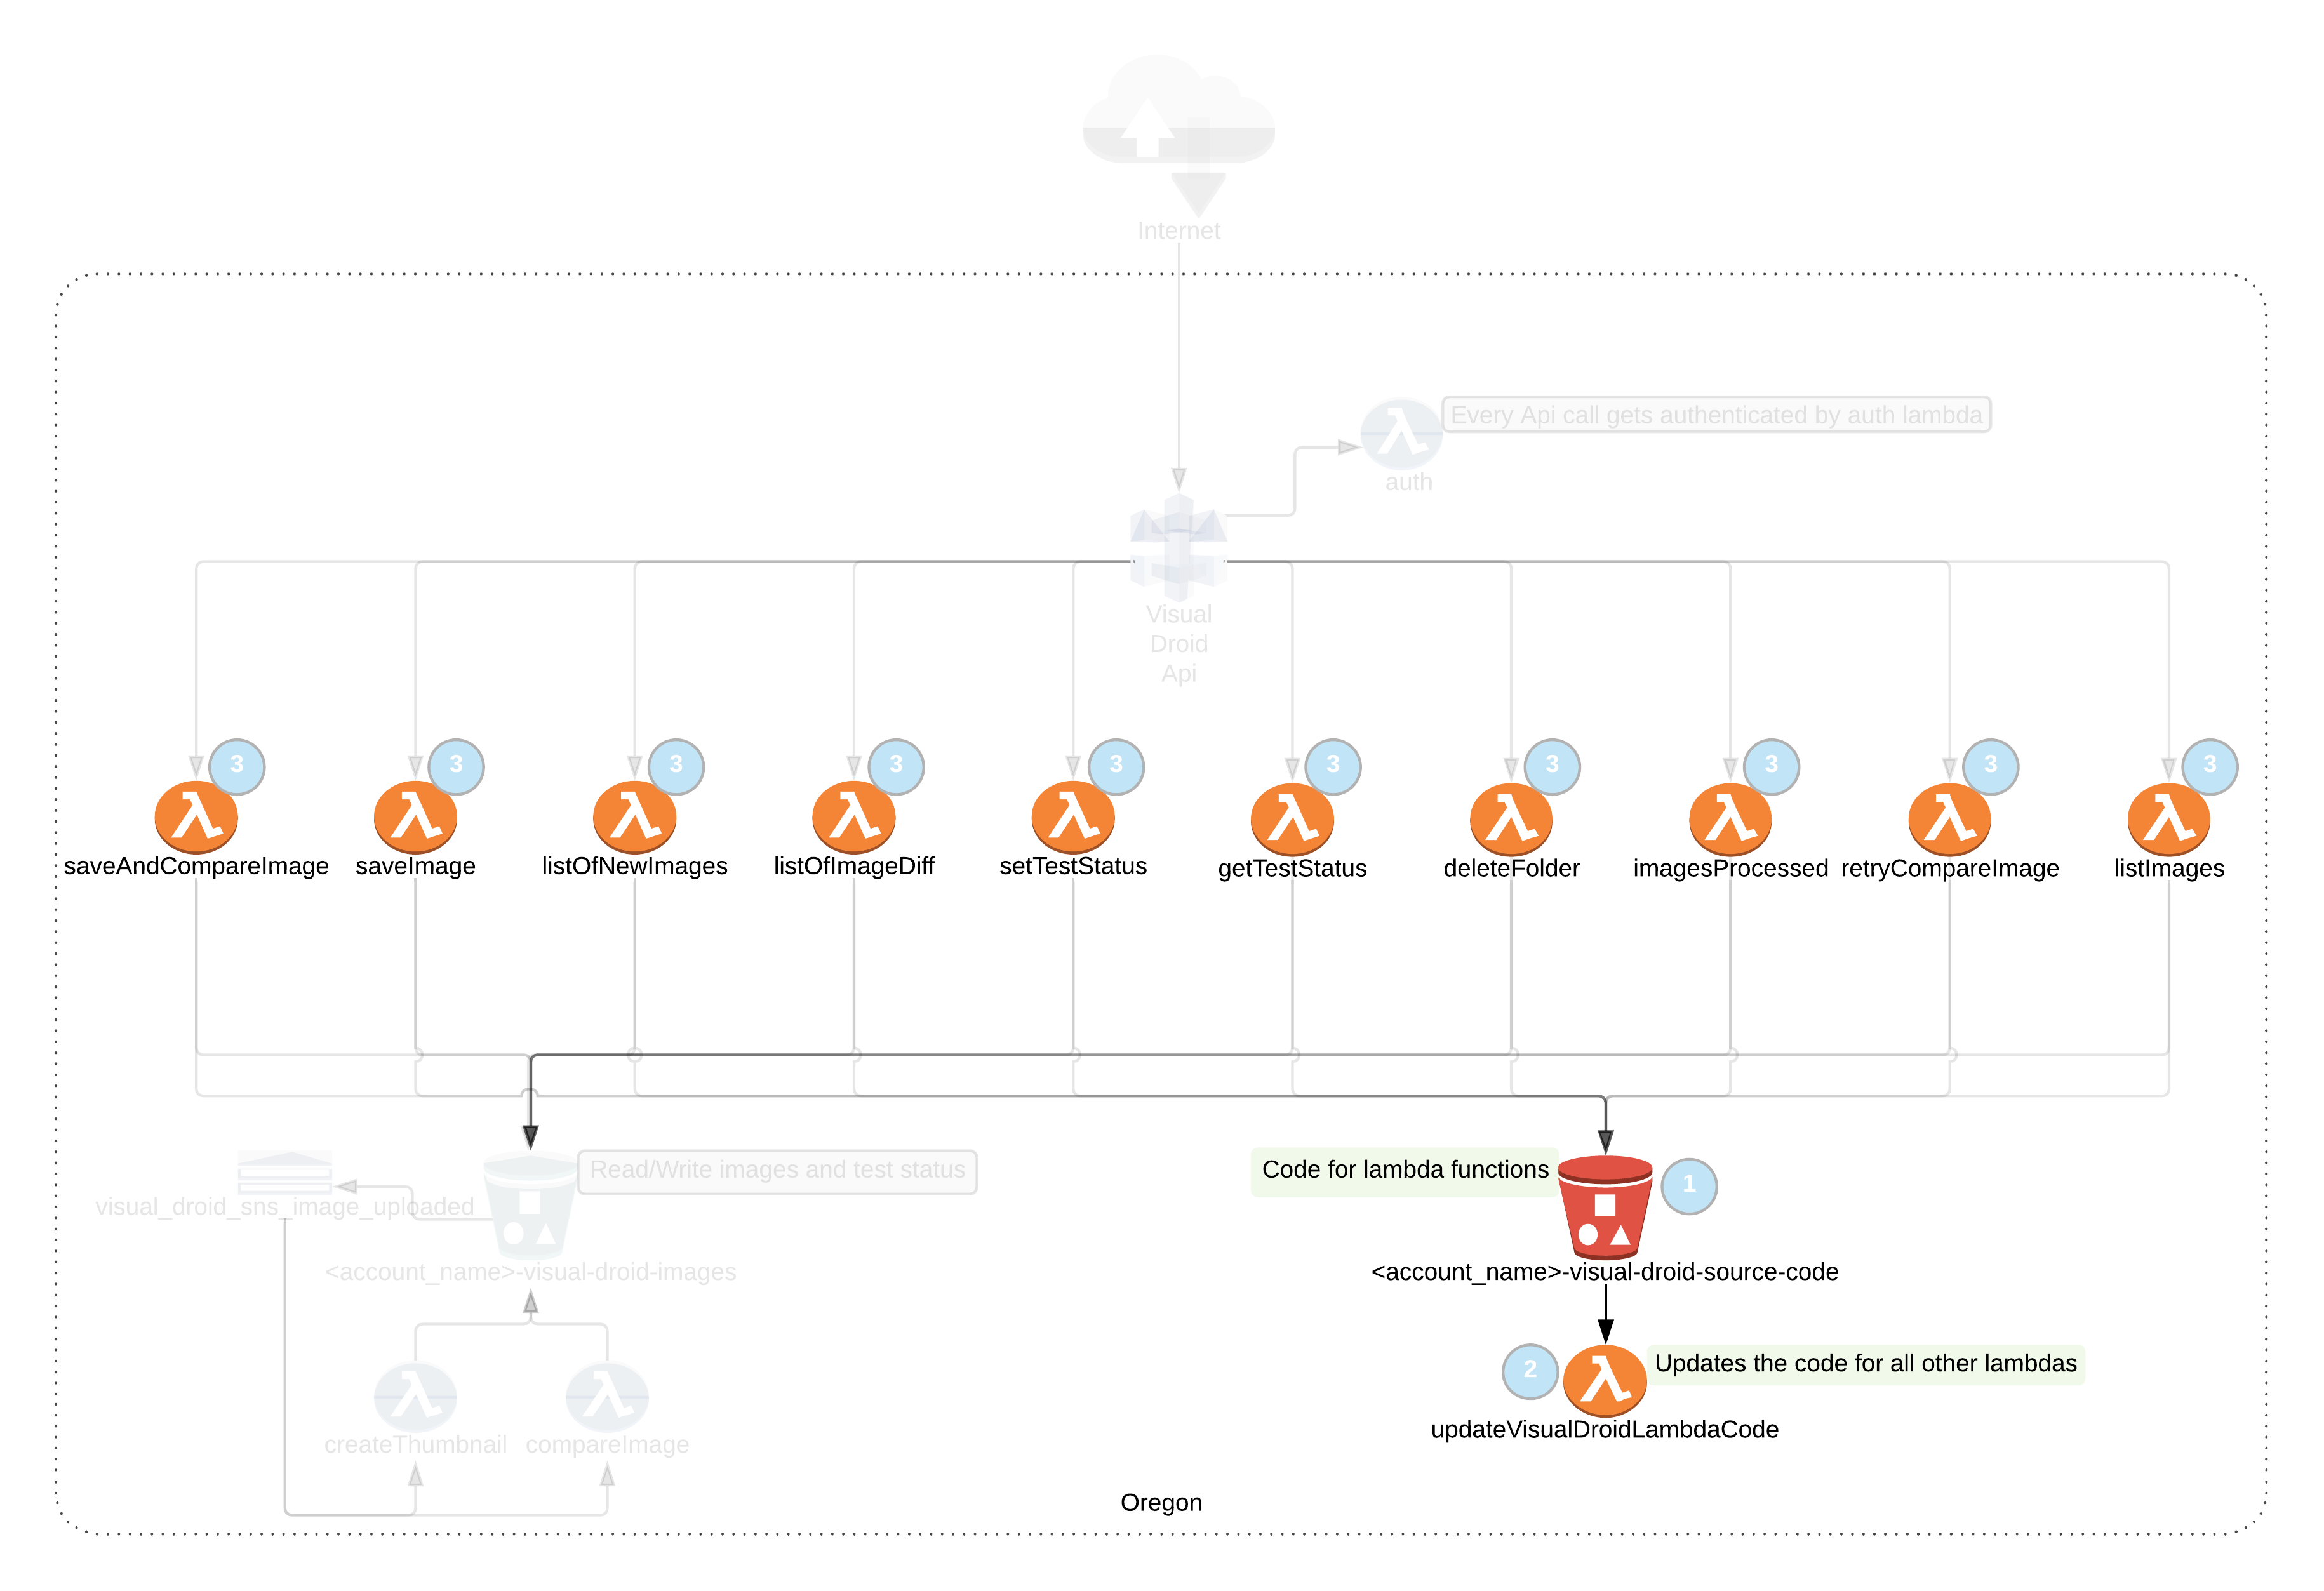 Internet
Every Api call gets authenticated by auth lambda
auth
Visual
Droid
Api
3 3 3 3 3 3 3 3 3 3
saveAndCompareImage saveImage listOfNewImages listOfImageDiff setTestStatus getTestStatus deleteFolder imagesProcessed retryCompareImage listImages
Read/Write images and test status
Code for lambda functions
1
visual_droid_sns_image_uploaded
<account_name>-visual-droid-images
<account_name>-visual-droid-source-code
2
Updates the code for all other lambdas
updateVisualDroidLambdaCode
createThumbnail compareImage
Oregon